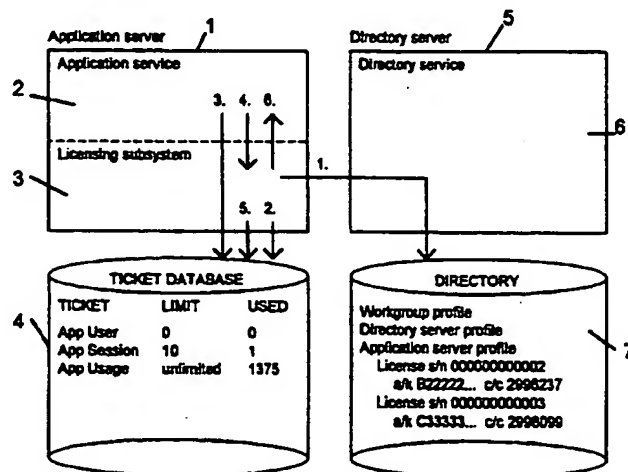 1
5
Application server
Directory server
Application service
Directory service
2
3. 4. 6.
6
Licensing subsystem
1.
3
5. 2.
TICKET DATABASE
TICKET LIMIT USED
App User 0 0
App Session 10 1
App Usage unlimited 1375
4
DIRECTORY
Workgroup profile
Directory server profile
Application server profile
License s/n 000000000002
a/k B22222... c/c 2996237
License s/n 000000000003
a/k C33333... c/c 2996099
7